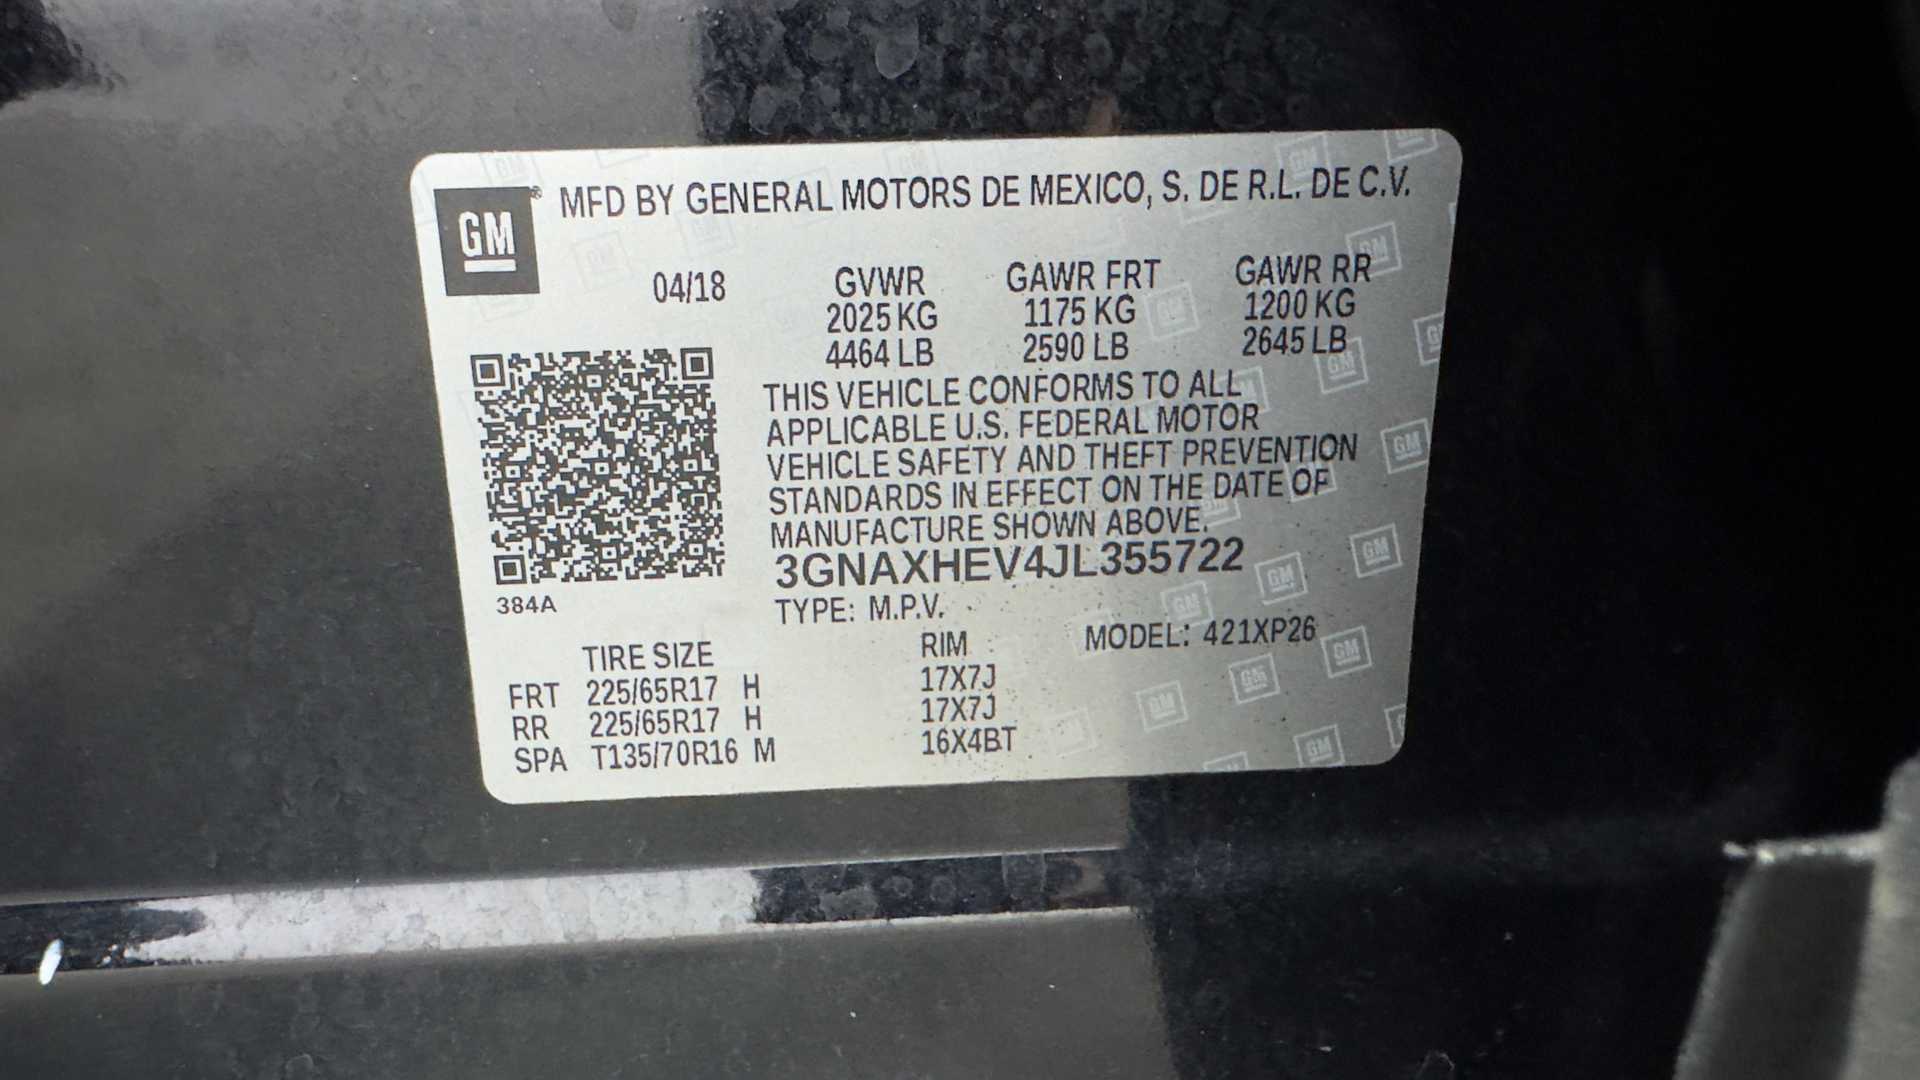 GM® MFD BY GENERAL MOTORS DE MEXICO, S. DE R.L. DE C.V.
04/18 GVWR GAWR FRT GAWR RR
2025 KG 1175 KG 1200 KG
4464 LB 2590 LB 2645 LB
THIS VEHICLE CONFORMS TO ALL
APPLICABLE U.S. FEDERAL MOTOR
VEHICLE SAFETY AND THEFT PREVENTION
STANDARDS IN EFFECT ON THE DATE OF
MANUFACTURE SHOWN ABOVE.
3GNAXHEV4JL355722
384A
TYPE: M.P.V.
TIRE SIZE RIM MODEL: 421XP26
FRT 225/65R17 H 17X7J
RR 225/65R17 H 17X7J
SPA T135/70R16 M 16X4BT